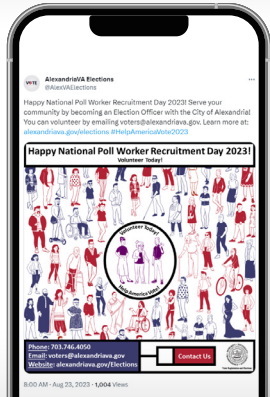 VOTE
AlexandriaVA Elections
@AlexVAElections
Happy National Poll Worker Recruitment Day 2023! Serve your
community by becoming an Election Officer with the City of Alexandria!
You can volunteer by emailing voters@alexandriava.gov. Learn more at:
alexandriava.gov/elections #HelpAmericaVote2023
Happy National Poll Worker Recruitment Day 2023!
Volunteer Today!
Volunteer Today!
Help America Vote!
Phone: 703.746.4050
Email: voters@alexandriava.gov
Website: alexandriava.gov/Elections
Contact Us
8:00 AM · Aug 23, 2023 · 1,004 Views